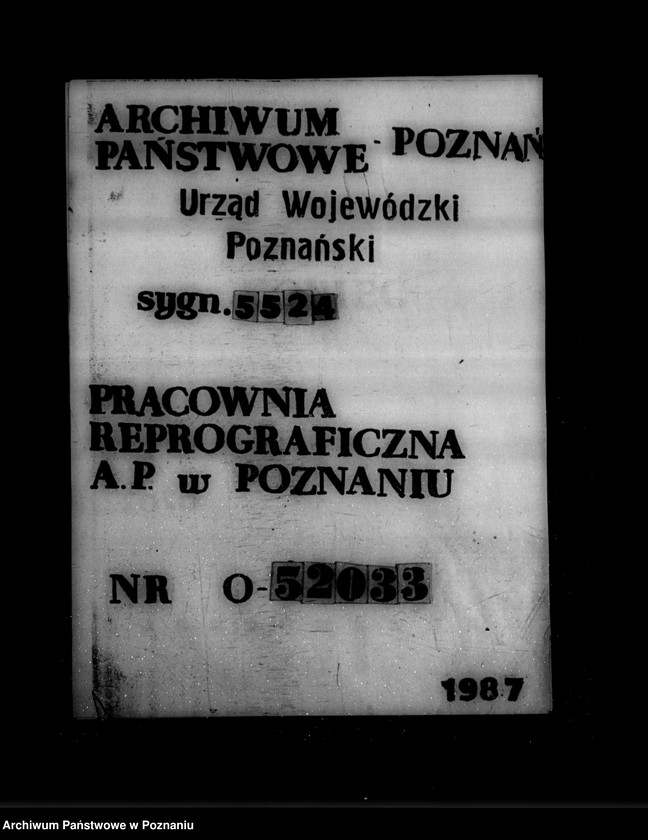 ARCHIWUM
PAŃSTWOWE - POZNAŃ
Urząd Wojewódzki
Poznański
sygn. 5524
PRACOWNIA
REPROGRAFICZNA
A.P. w POZNANIU
NR O-52033
1987
Archiwum Państwowe w Poznaniu